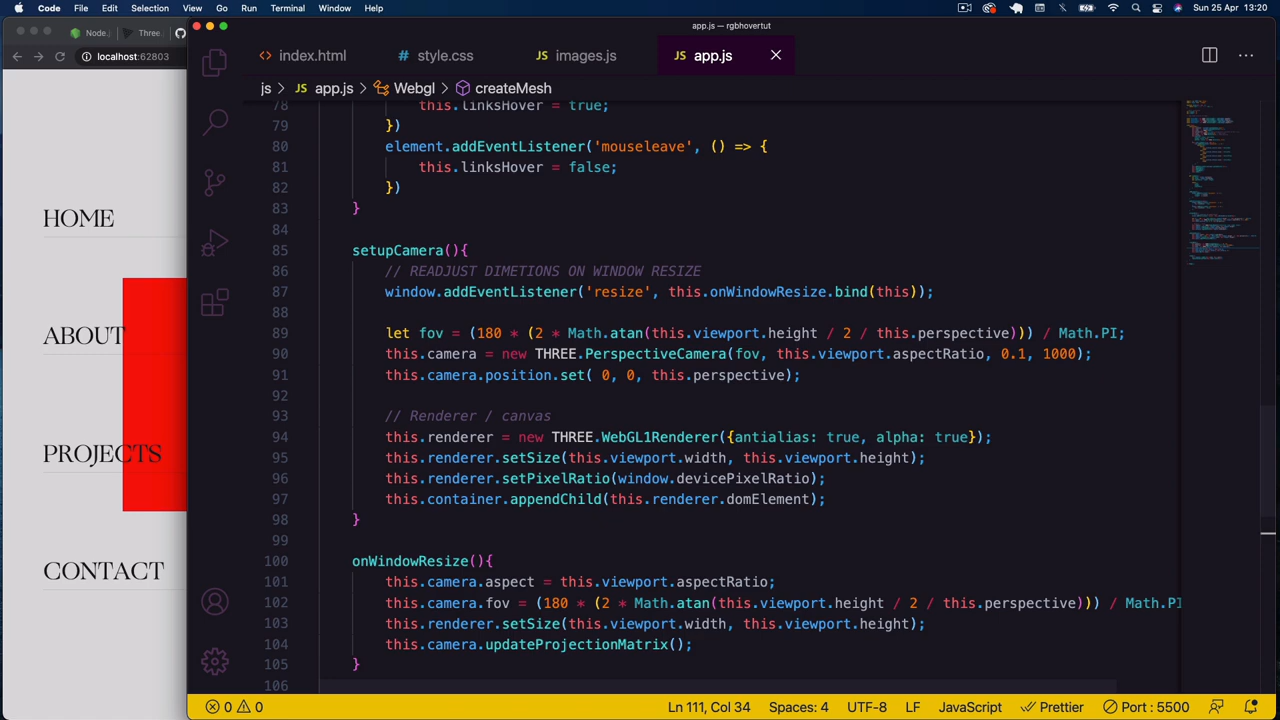 Code File Edit Selection View Go Run Terminal Window Help Sun 25 Apr 13:20
app.js — rgbhovertut
Node. Three.
localhost:62803
index.html style.css JS images.js JS app.js
js > JS app.js > Webgl > createMesh
HOME
ABOUT
PROJECTS
CONTACT
78 this.linksHover = true;
79 })
80 element.addEventListener('mouseleave', () => {
81 this.linksHover = false;
82 })
83 }
84
85 setupCamera(){
86 // READJUST DIMETIONS ON WINDOW RESIZE
87 window.addEventListener('resize', this.onWindowResize.bind(this));
88
89 let fov = (180 * (2 * Math.atan(this.viewport.height / 2 / this.perspective))) / Math.PI;
90 this.camera = new THREE.PerspectiveCamera(fov, this.viewport.aspectRatio, 0.1, 1000);
91 this.camera.position.set( 0, 0, this.perspective);
92
93 // Renderer / canvas
94 this.renderer = new THREE.WebGL1Renderer({antialias: true, alpha: true});
95 this.renderer.setSize(this.viewport.width, this.viewport.height);
96 this.renderer.setPixelRatio(window.devicePixelRatio);
97 this.container.appendChild(this.renderer.domElement);
98 }
99
100 onWindowResize(){
101 this.camera.aspect = this.viewport.aspectRatio;
102 this.camera.fov = (180 * (2 * Math.atan(this.viewport.height / 2 / this.perspective))) / Math.PI
103 this.renderer.setSize(this.viewport.width, this.viewport.height);
104 this.camera.updateProjectionMatrix();
105 }
106
0 0 Ln 111, Col 34 Spaces: 4 UTF-8 LF JavaScript Prettier Port : 5500